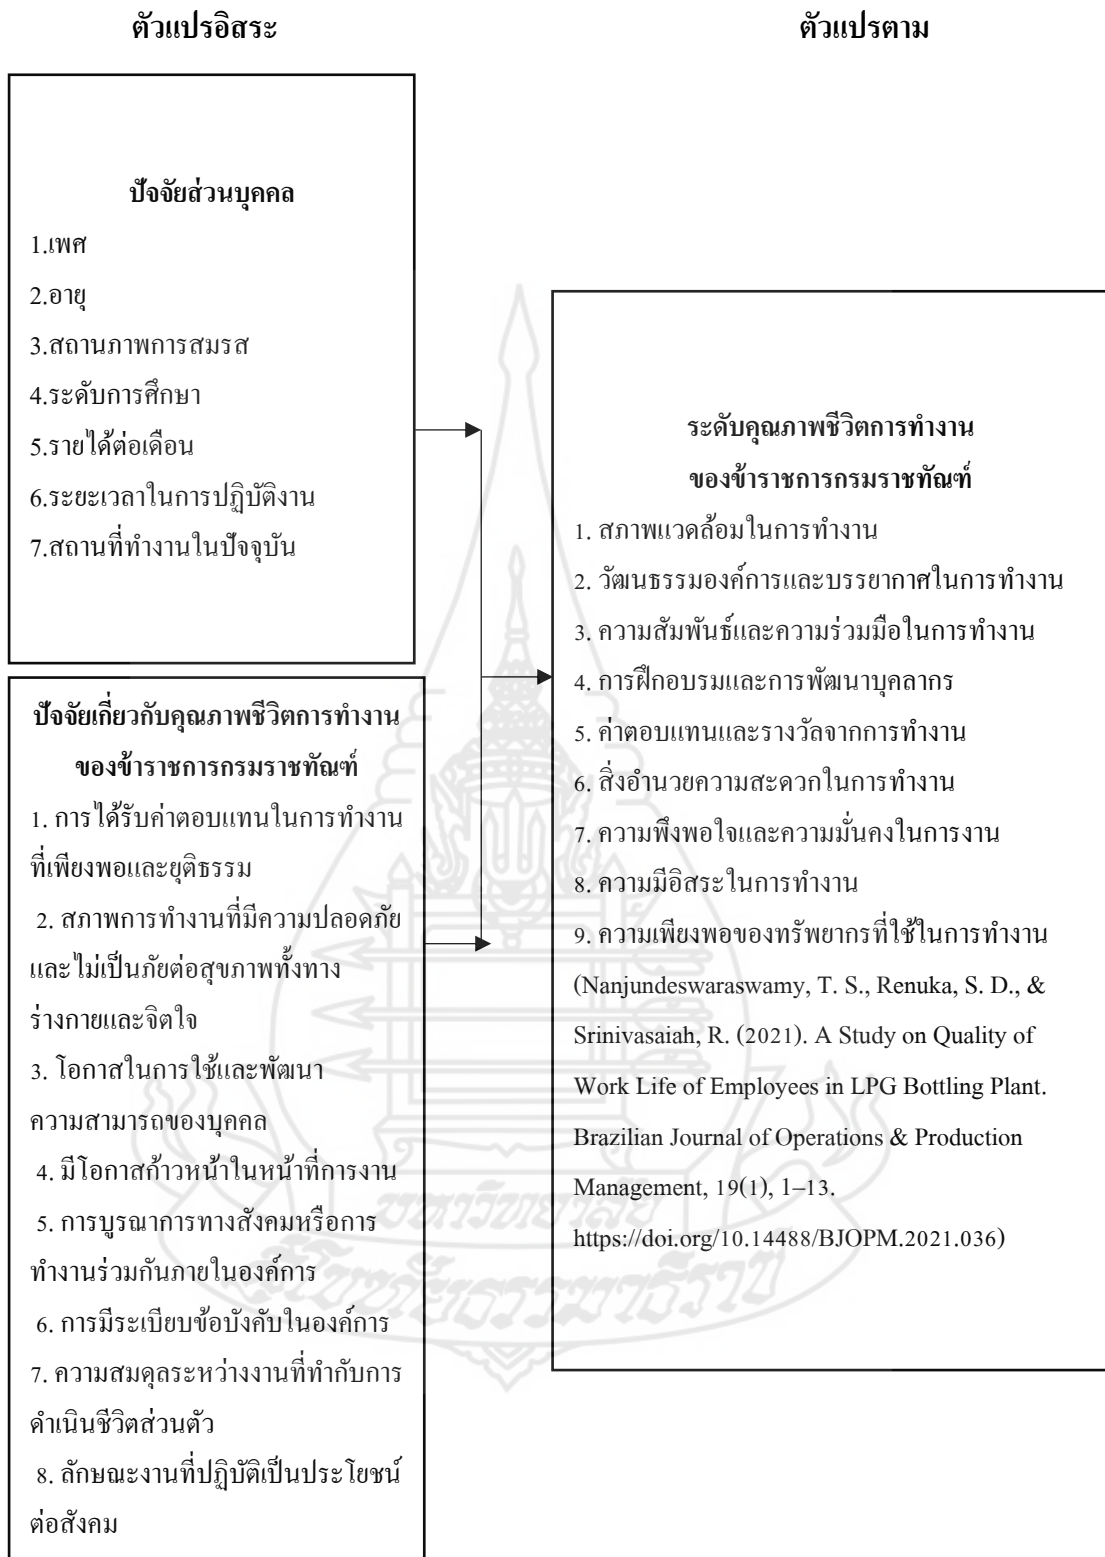 ตัวแปรอิสระ
ตัวแปรตาม
ปัจจัยส่วนบุคคล
1.เพศ
2.อายุ
3.สถานภาพการสมรส
4.ระดับการศึกษา
5.รายได้ต่อเดือน
6.ระยะเวลาในการปฏิบัติงาน
7.สถานที่ทำงานในปัจจุบัน
ปัจจัยเกี่ยวกับคุณภาพชีวิตการทำงาน
ของข้าราชการกรมราชทัณฑ์
1. การได้รับค่าตอบแทนในการทำงาน
ที่เพียงพอและยุติธรรม
2. สภาพการทำงานที่มีความปลอดภัย
และไม่เป็นภัยต่อสุขภาพทั้งทาง
ร่างกายและจิตใจ
3. โอกาสในการใช้และพัฒนา
ความสามารถของบุคคล
4. มีโอกาสก้าวหน้าในหน้าที่การงาน
5. การบูรณาการทางสังคมหรือการ
ทำงานร่วมกันภายในองค์การ
6. การมีระเบียบข้อบังคับในองค์การ
7. ความสมดุลระหว่างงานที่ทำกับการ
ดำเนินชีวิตส่วนตัว
8. ลักษณะงานที่ปฏิบัติเป็นประโยชน์
ต่อสังคม
ระดับคุณภาพชีวิตการทำงาน
ของข้าราชการกรมราชทัณฑ์
1. สภาพแวดล้อมในการทำงาน
2. วัฒนธรรมองค์การและบรรยากาศในการทำงาน
3. ความสัมพันธ์และความร่วมมือในการทำงาน
4. การฝึกอบรมและการพัฒนาบุคลากร
5. ค่าตอบแทนและรางวัลจากการทำงาน
6. สิ่งอำนวยความสะดวกในการทำงาน
7. ความพึงพอใจและความมั่นคงในการงาน
8. ความมีอิสระในการทำงาน
9. ความเพียงพอของทรัพยากรที่ใช้ในการทำงาน
(Nanjundeswaraswamy, T. S., Renuka, S. D., &
Srinivasaiah, R. (2021). A Study on Quality of
Work Life of Employees in LPG Bottling Plant.
Brazilian Journal of Operations & Production
Management, 19(1), 1–13.
https://doi.org/10.14488/BJOPM.2021.036)
มหาวิทยาลัย
สุโขทัยธรรมาธิราช